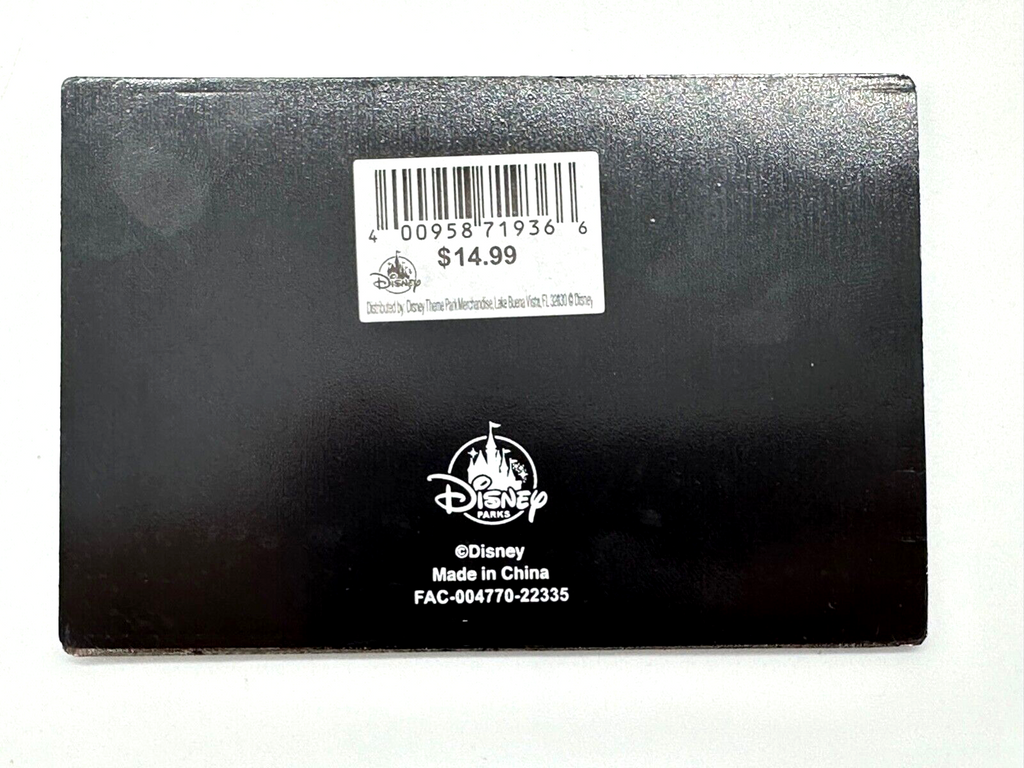 4 00958 71936 6
$14.99
Disney
Distributed by: Disney Theme Park Merchandise, Lake Buena Vista, FL 32830 © Disney
Disney
PARKS
©Disney
Made in China
FAC-004770-22335